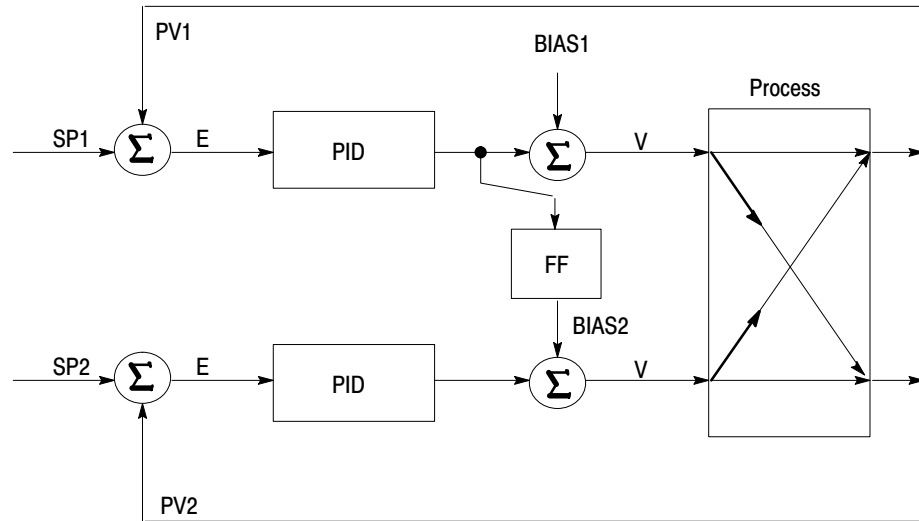 PV1
BIAS1
Process
SP1
Σ
E
PID
Σ
V
FF
BIAS2
SP2
Σ
E
PID
Σ
V
PV2